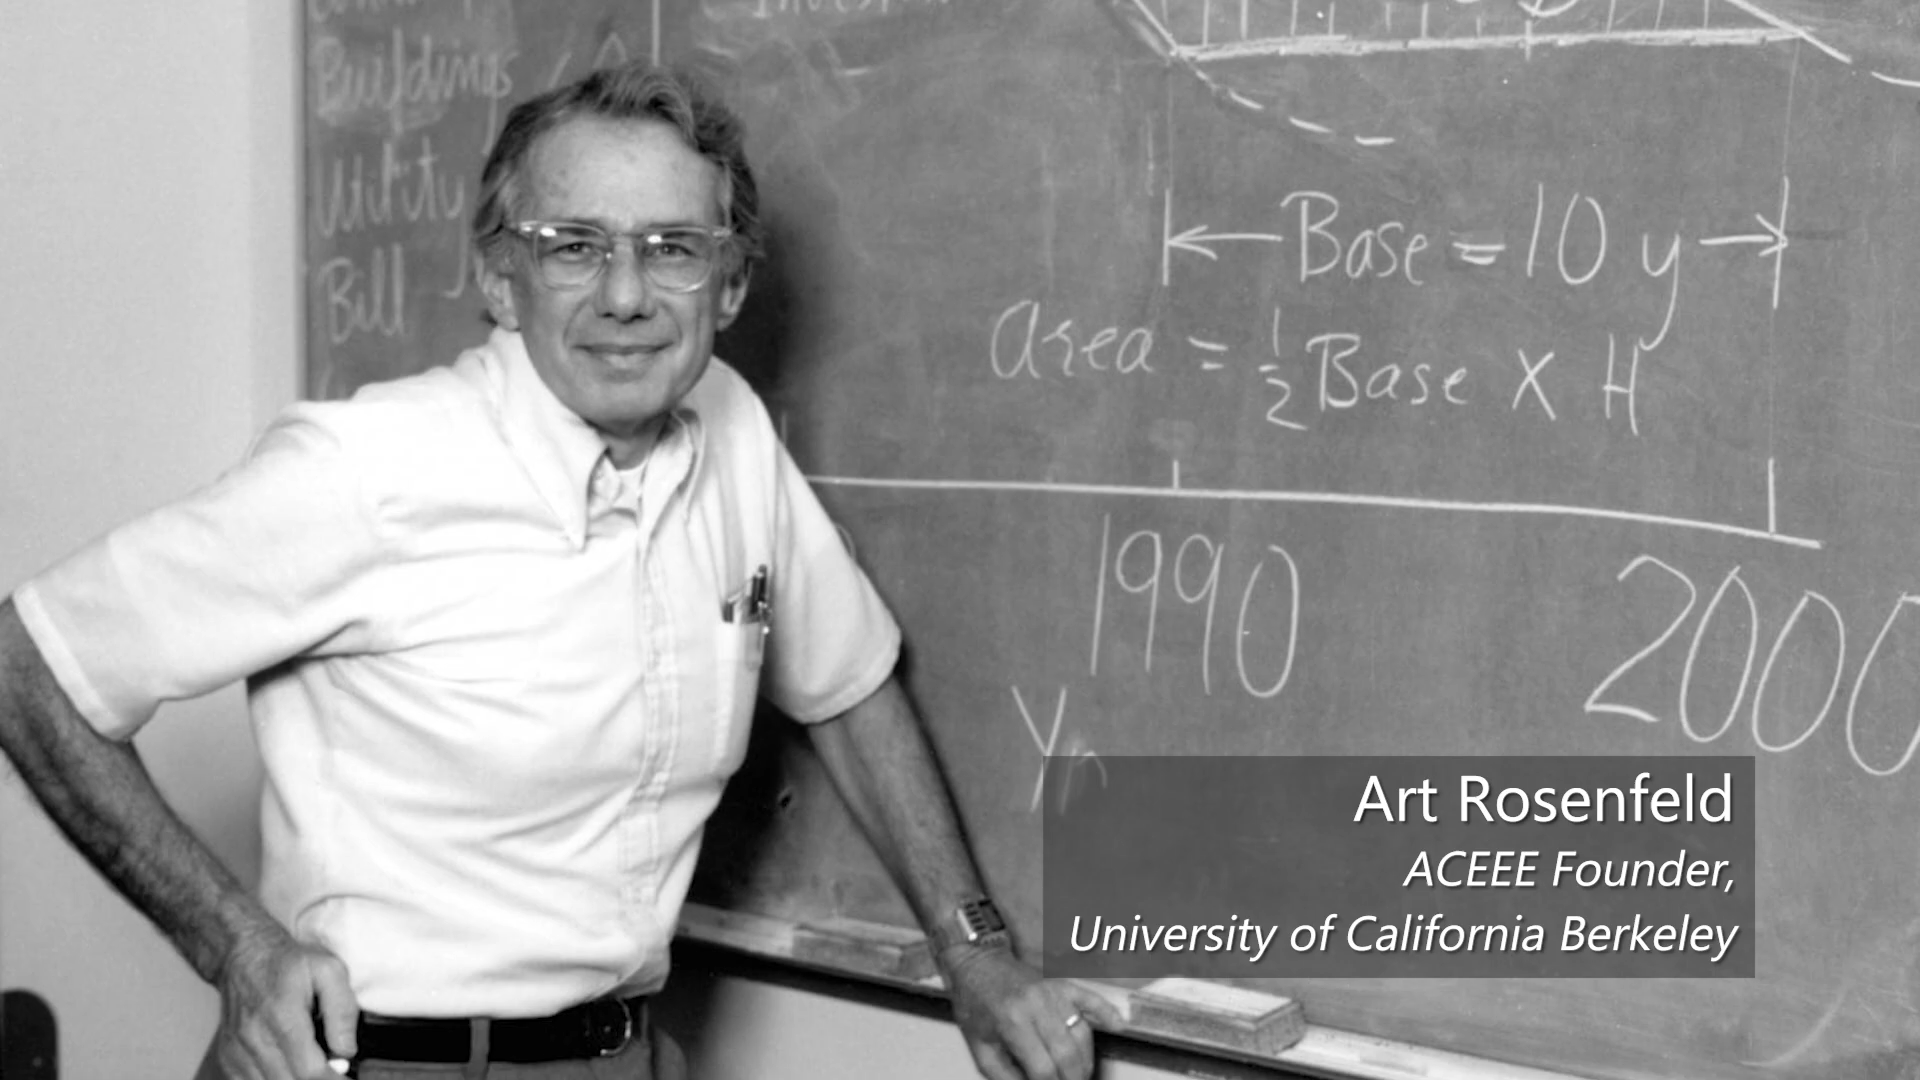 Buildings
Utility
Bill
Base = 10 y
Area = ½ Base X H
1990
2000
Art Rosenfeld
ACEEE Founder,
University of California Berkeley